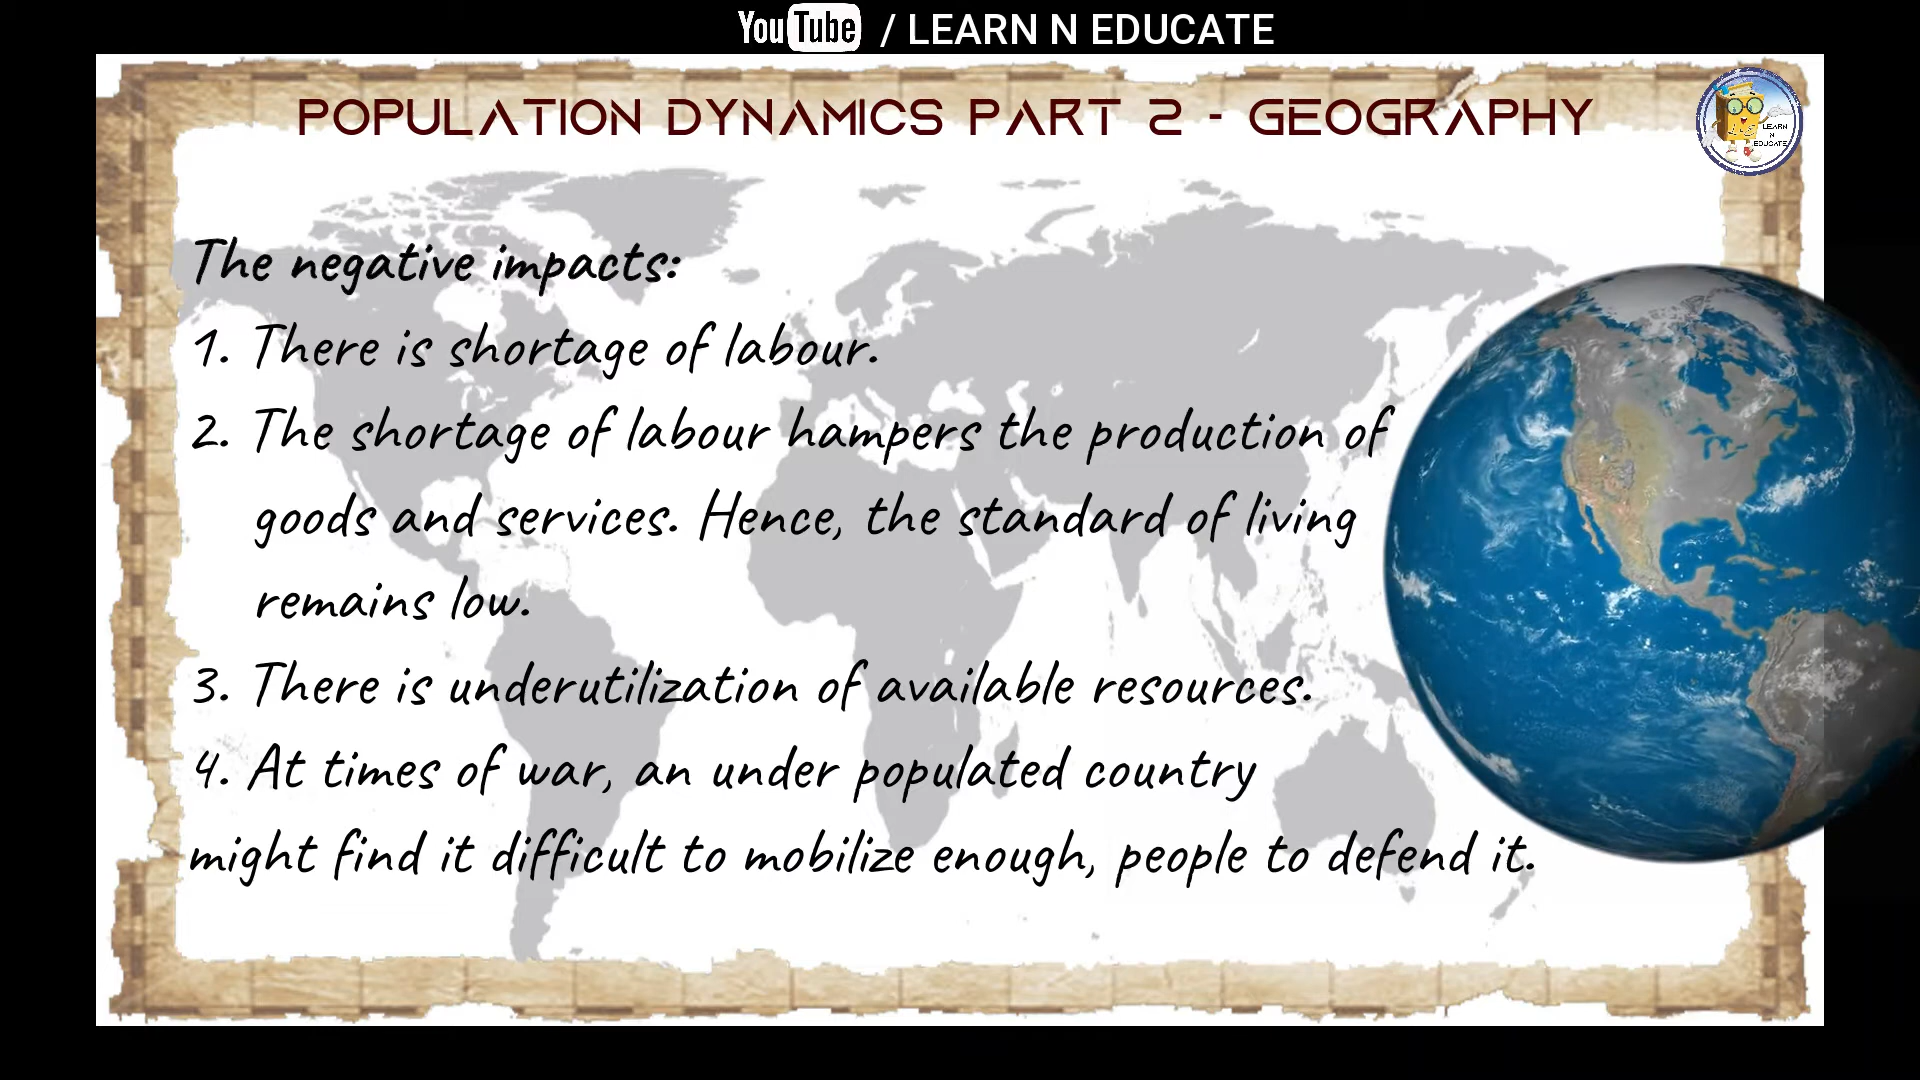 YouTube / LEARN N EDUCATE
POPULATION DYNAMICS PART 2 - GEOGRAPHY
LEARN
N
EDUCATE
The negative impacts:
1. There is shortage of labour.
2. The shortage of labour hampers the production of
goods and services. Hence, the standard of living
remains low.
3. There is underutilization of available resources.
4. At times of war, an under populated country
might find it difficult to mobilize enough, people to defend it.